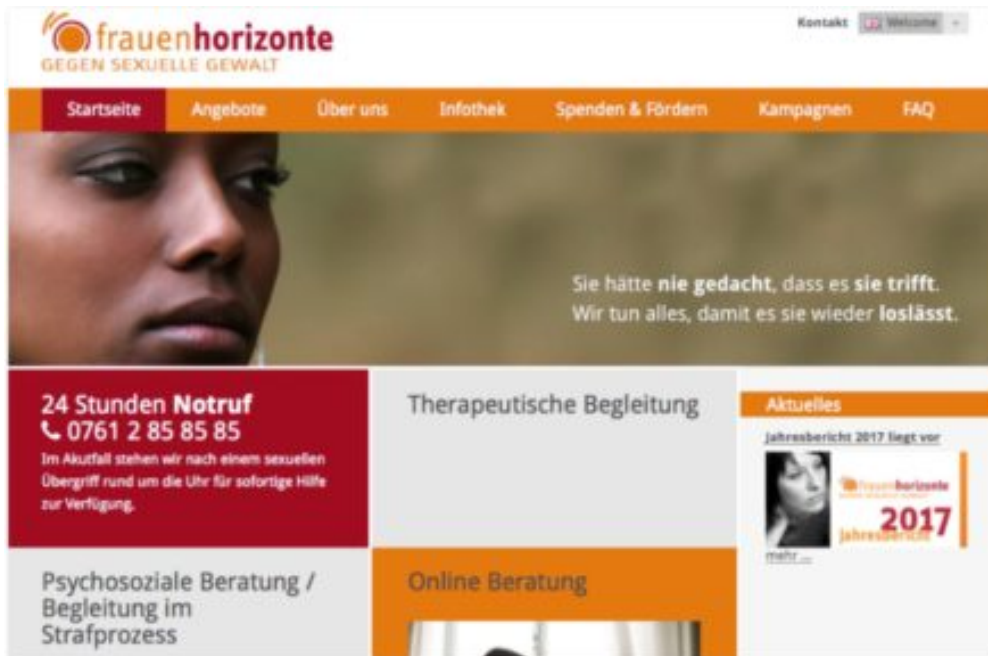 frauenhorizonte
GEGEN SEXUELLE GEWALT
Kontakt
Welcome
Startseite
Angebote
Über uns
Infothek
Spenden & Fördern
Kampagnen
FAQ
Sie hätte nie gedacht, dass es sie trifft.
Wir tun alles, damit es sie wieder loslässt.
24 Stunden Notruf
0761 2 85 85 85
Im Akutfall stehen wir nach einem sexuellen
Übergriff rund um die Uhr für sofortige Hilfe
zur Verfügung.
Therapeutische Begleitung
Aktuelles
Jahresbericht 2017 liegt vor
frauenhorizonte
2017
Jahresbericht
mehr ...
Psychosoziale Beratung /
Begleitung im
Strafprozess
Online Beratung